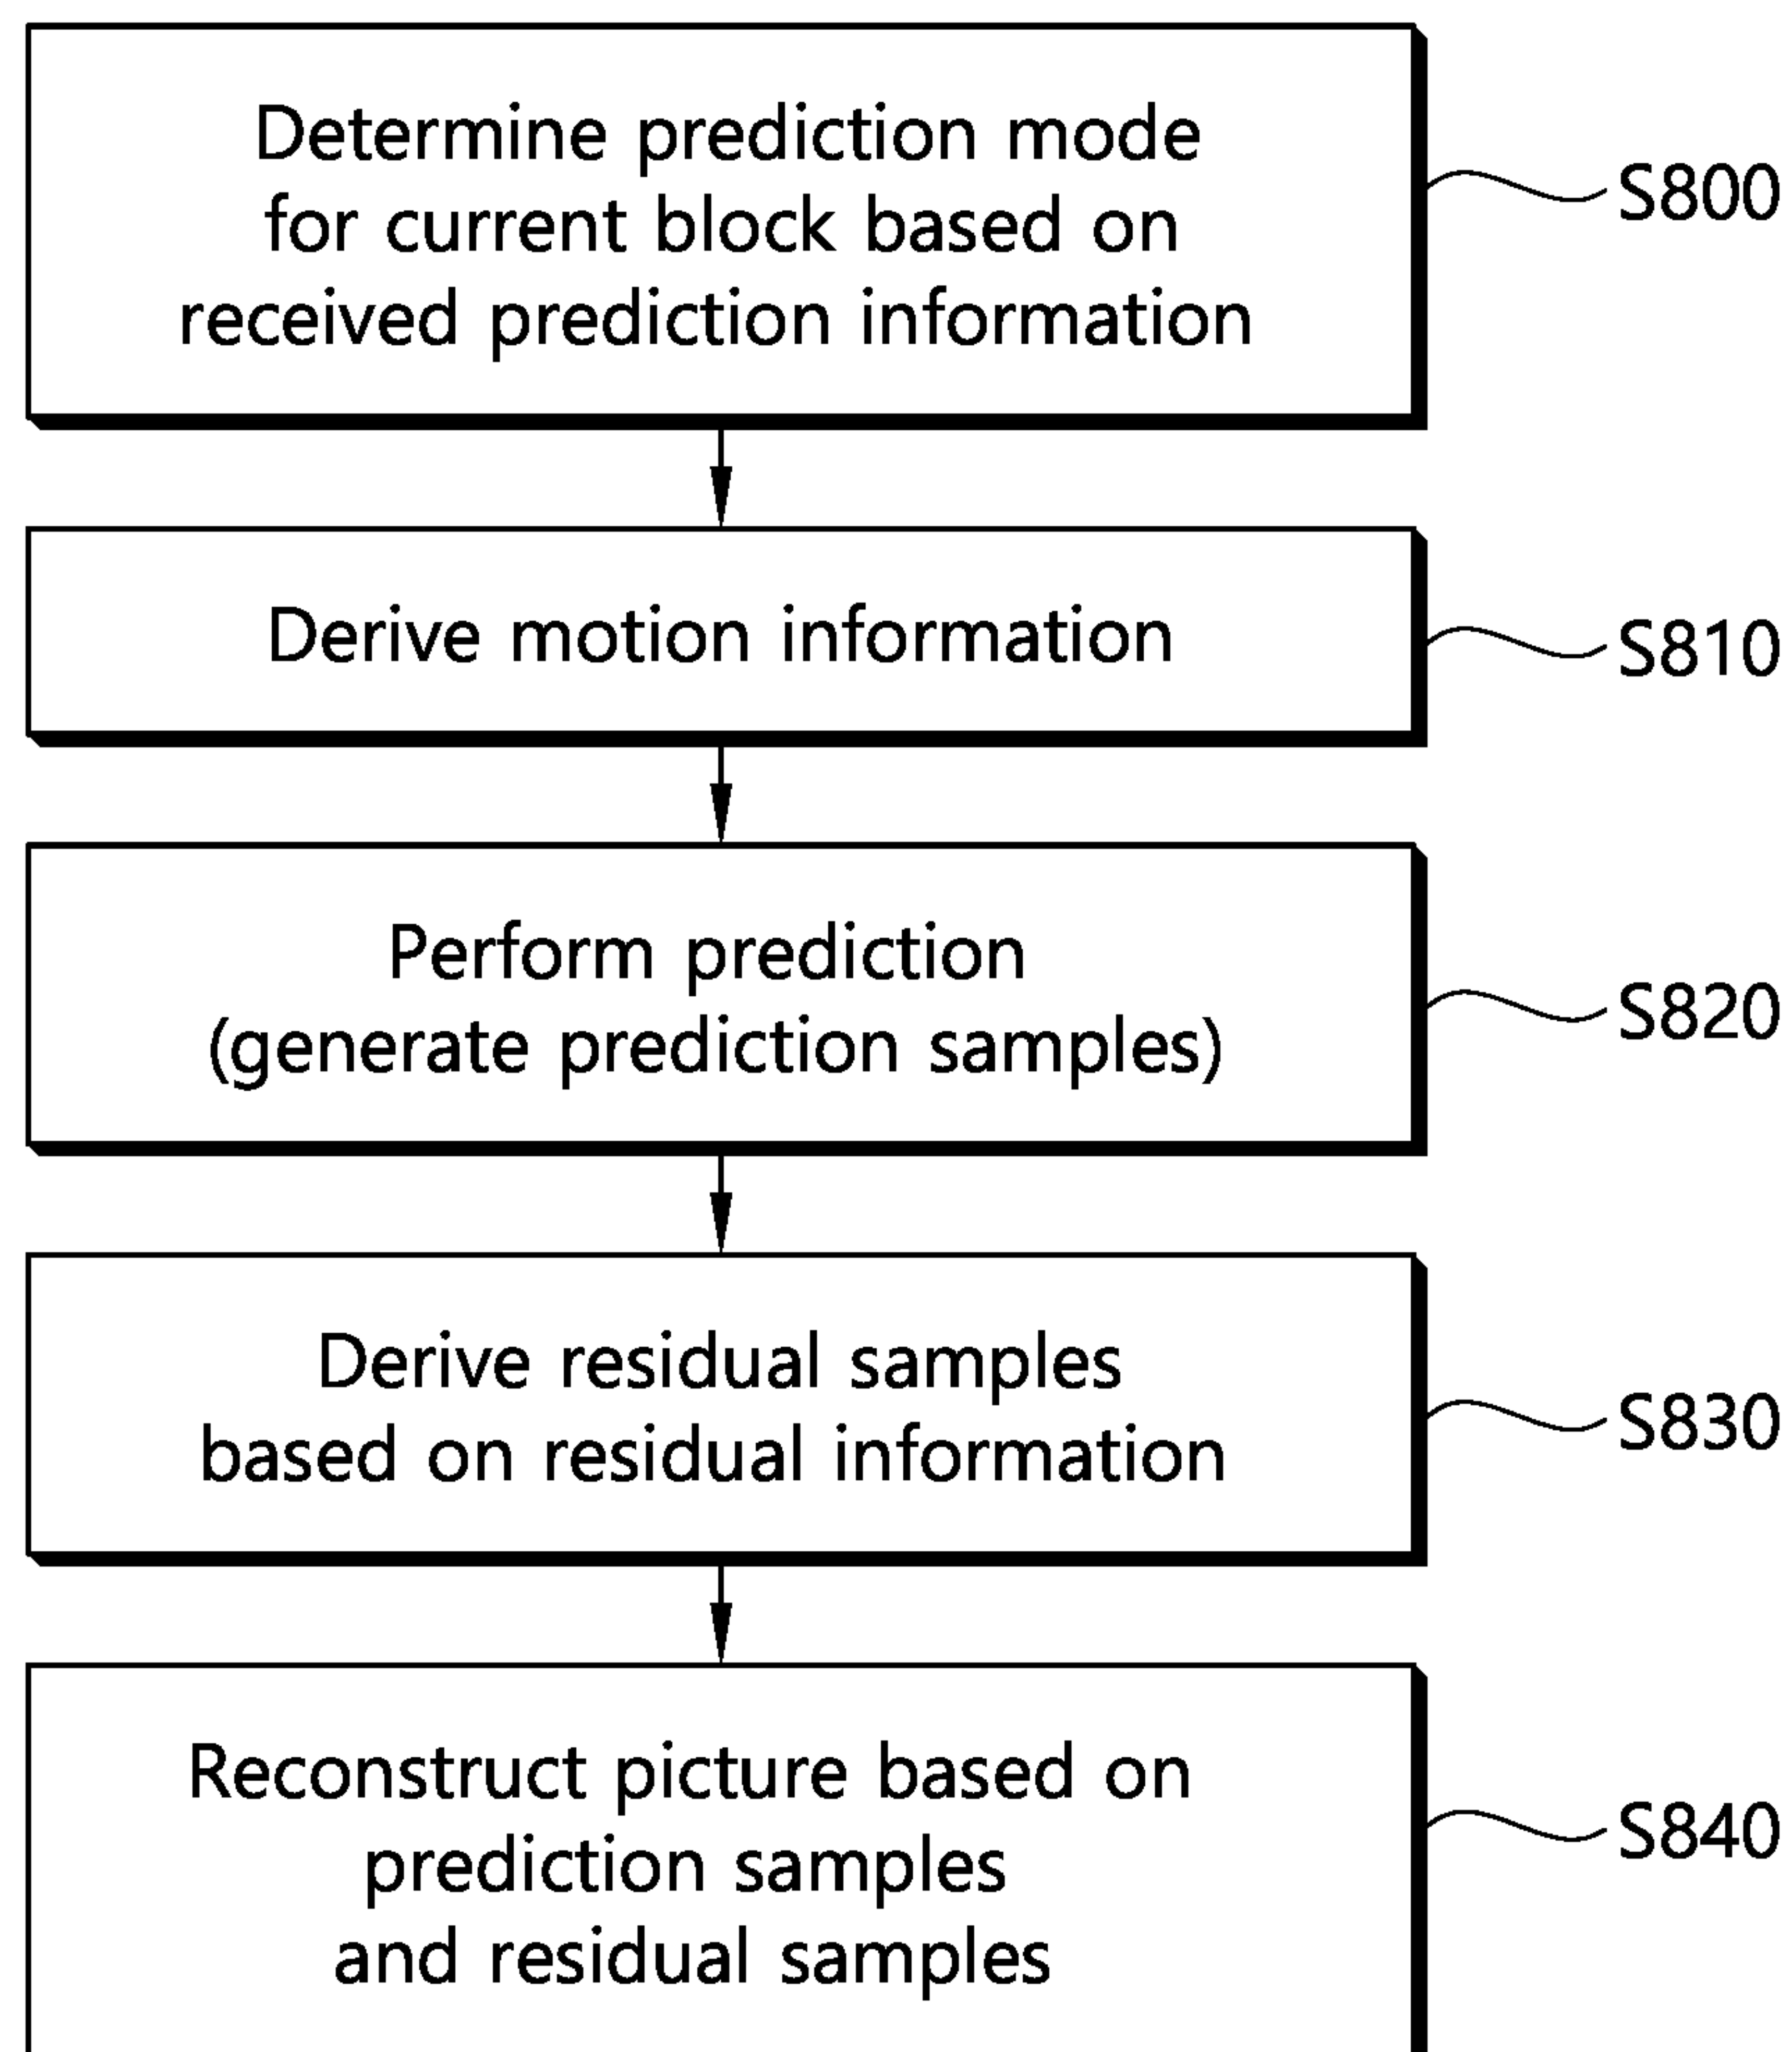 Determine prediction mode
for current block based on
received prediction information
S800
Derive motion information
S810
Perform prediction
(generate prediction samples)
S820
Derive residual samples
based on residual information
S830
Reconstruct picture based on
prediction samples
and residual samples
S840